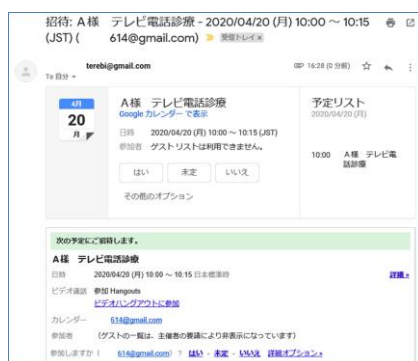 招待: A様　テレビ電話診療 - 2020/04/20 (月) 10:00 ～ 10:15
(JST) (　　614@gmail.com)　受信トレイ ×
terebi@gmail.com　16:28 (0 分前)
To 自分
4月
20
月
A様　テレビ電話診療
Google カレンダー で表示
日時　2020/04/20 (月) 10:00 ～ 10:15 (JST)
参加者　ゲスト リストは利用できません。
はい　未定　いいえ
その他のオプション
予定リスト
2020/04/20 (月)
10:00　A様　テレビ電
話診療
次の予定にご招待します。
A様　テレビ電話診療
日時　2020/04/20 (月) 10:00 ～ 10:15 日本標準時　詳細 »
ビデオ通話　参加 Hangouts
ビデオハングアウトに参加
カレンダー　614@gmail.com
参加者　(ゲストの一覧は、主催者の要請により非表示になっています)
参加しますか (　614@gmail.com) ？ はい - 未定 - いいえ　詳細オプション »